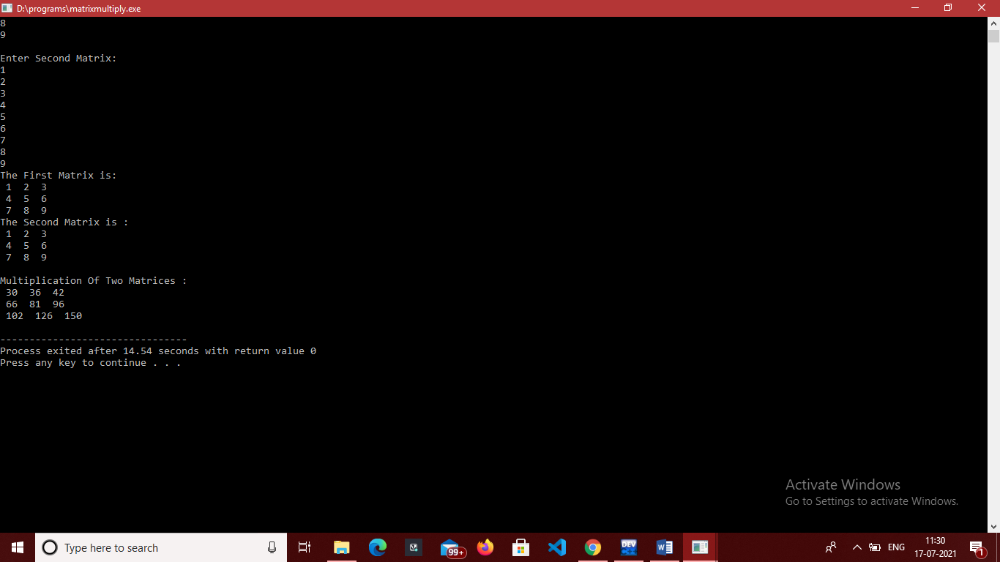 D:\programs\matrixmultiply.exe
8
9
Enter Second Matrix:
1
2
3
4
5
6
7
8
9
The First Matrix is:
1 2 3
4 5 6
7 8 9
The Second Matrix is :
1 2 3
4 5 6
7 8 9
Multiplication Of Two Matrices :
30 36 42
66 81 96
102 126 150
--------------------------------
Process exited after 14.54 seconds with return value 0
Press any key to continue . . .
Activate Windows
Go to Settings to activate Windows.
Type here to search
99+
DEV
ENG
11:30
17-07-2021
1